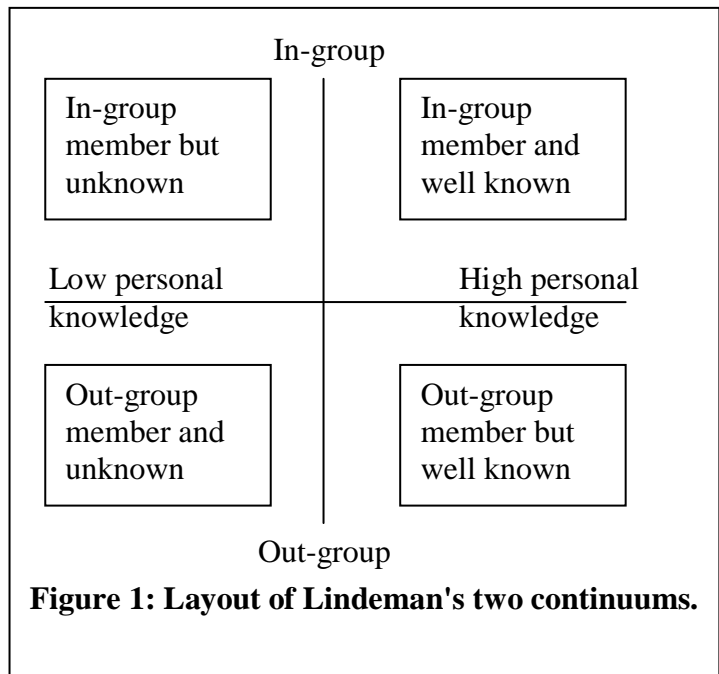 In-group
In-group
member but
unknown
In-group
member and
well known
Low personal
knowledge
High personal
knowledge
Out-group
member and
unknown
Out-group
member but
well known
Out-group
Figure 1: Layout of Lindeman's two continuums.